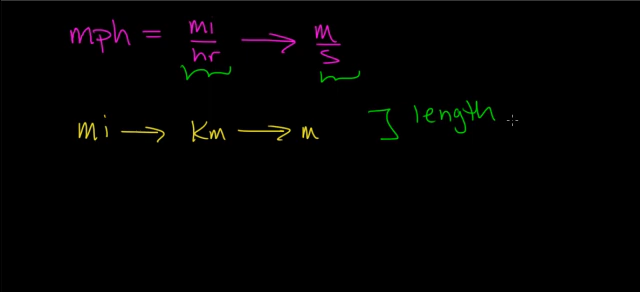 mph = mi/hr → m/s
mi → km → m ] length